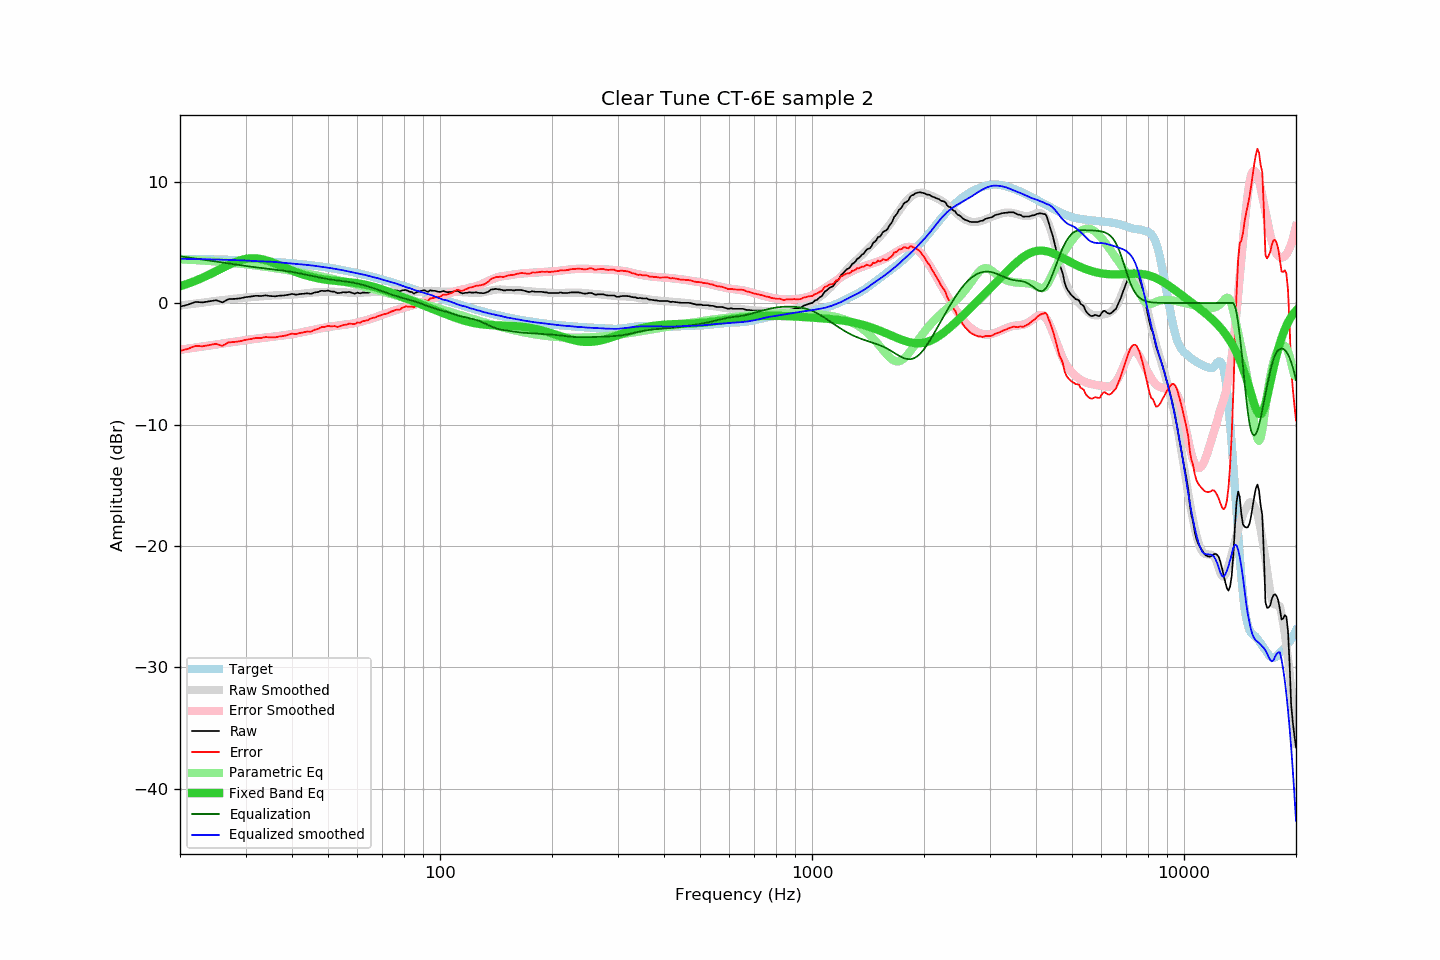 Clear Tune CT-6E sample 2
10
0
−10
−20
−30
−40
Amplitude (dBr)
Target
Raw Smoothed
Error Smoothed
Raw
Error
Parametric Eq
Fixed Band Eq
Equalization
Equalized smoothed
100
1000
10000
Frequency (Hz)